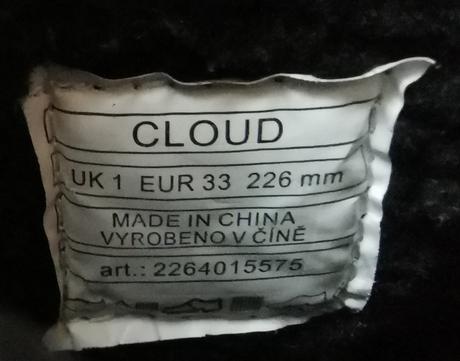 CLOUD
UK 1 EUR 33 226 mm
MADE IN CHINA
VYROBENO V ČÍNĚ
art.: 2264015575